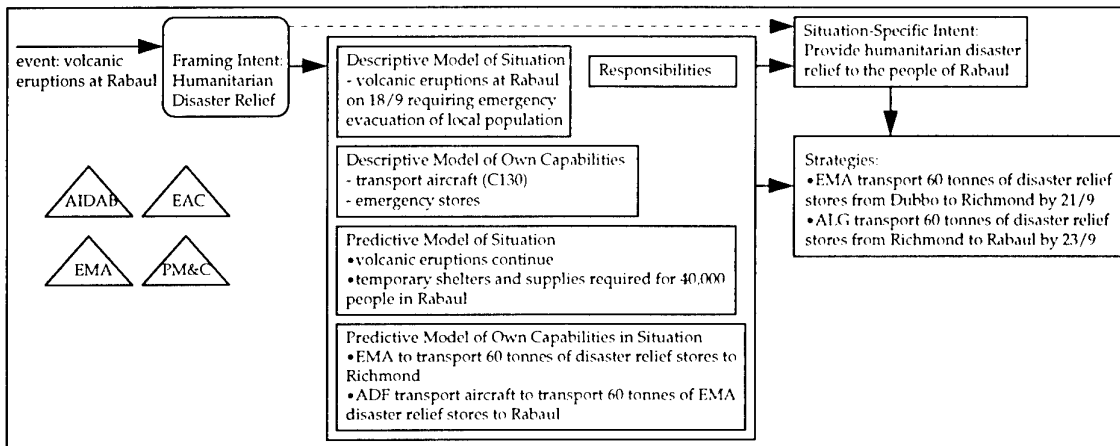 event: volcanic
eruptions at Rabaul
Framing Intent:
Humanitarian
Disaster Relief
AIDAB
EAC
EMA
PM&C
Descriptive Model of Situation
- volcanic eruptions at Rabaul
on 18/9 requiring emergency
evacuation of local population
Responsibilities
Descriptive Model of Own Capabilities
- transport aircraft (C130)
- emergency stores
Predictive Model of Situation
•volcanic eruptions continue
•temporary shelters and supplies required for 40,000
people in Rabaul
Predictive Model of Own Capabilities in Situation
•EMA to transport 60 tonnes of disaster relief stores to
Richmond
•ADF transport aircraft to transport 60 tonnes of EMA
disaster relief stores to Rabaul
Situation-Specific Intent:
Provide humanitarian disaster
relief to the people of Rabaul
Strategies:
•EMA transport 60 tonnes of disaster relief
stores from Dubbo to Richmond by 21/9
•ALG transport 60 tonnes of disaster relief
stores from Richmond to Rabaul by 23/9